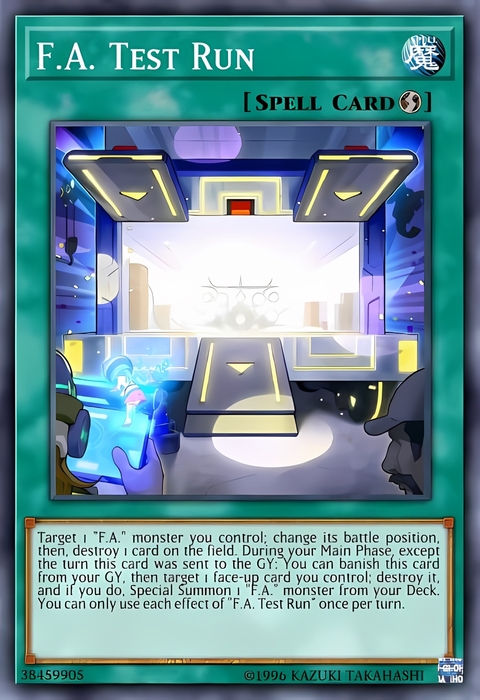 F.A. TEST RUN
魔
[SPELL CARD]
Target 1 "F.A." monster you control; change its battle position,
then, destroy 1 card on the field. During your Main Phase, except
the turn this card was sent to the GY: You can banish this card
from your GY, then target 1 face-up card you control; destroy it,
and if you do, Special Summon 1 "F.A." monster from your Deck.
You can only use each effect of "F.A. Test Run" once per turn.
38459905
©1996 KAZUKI TAKAHASHI